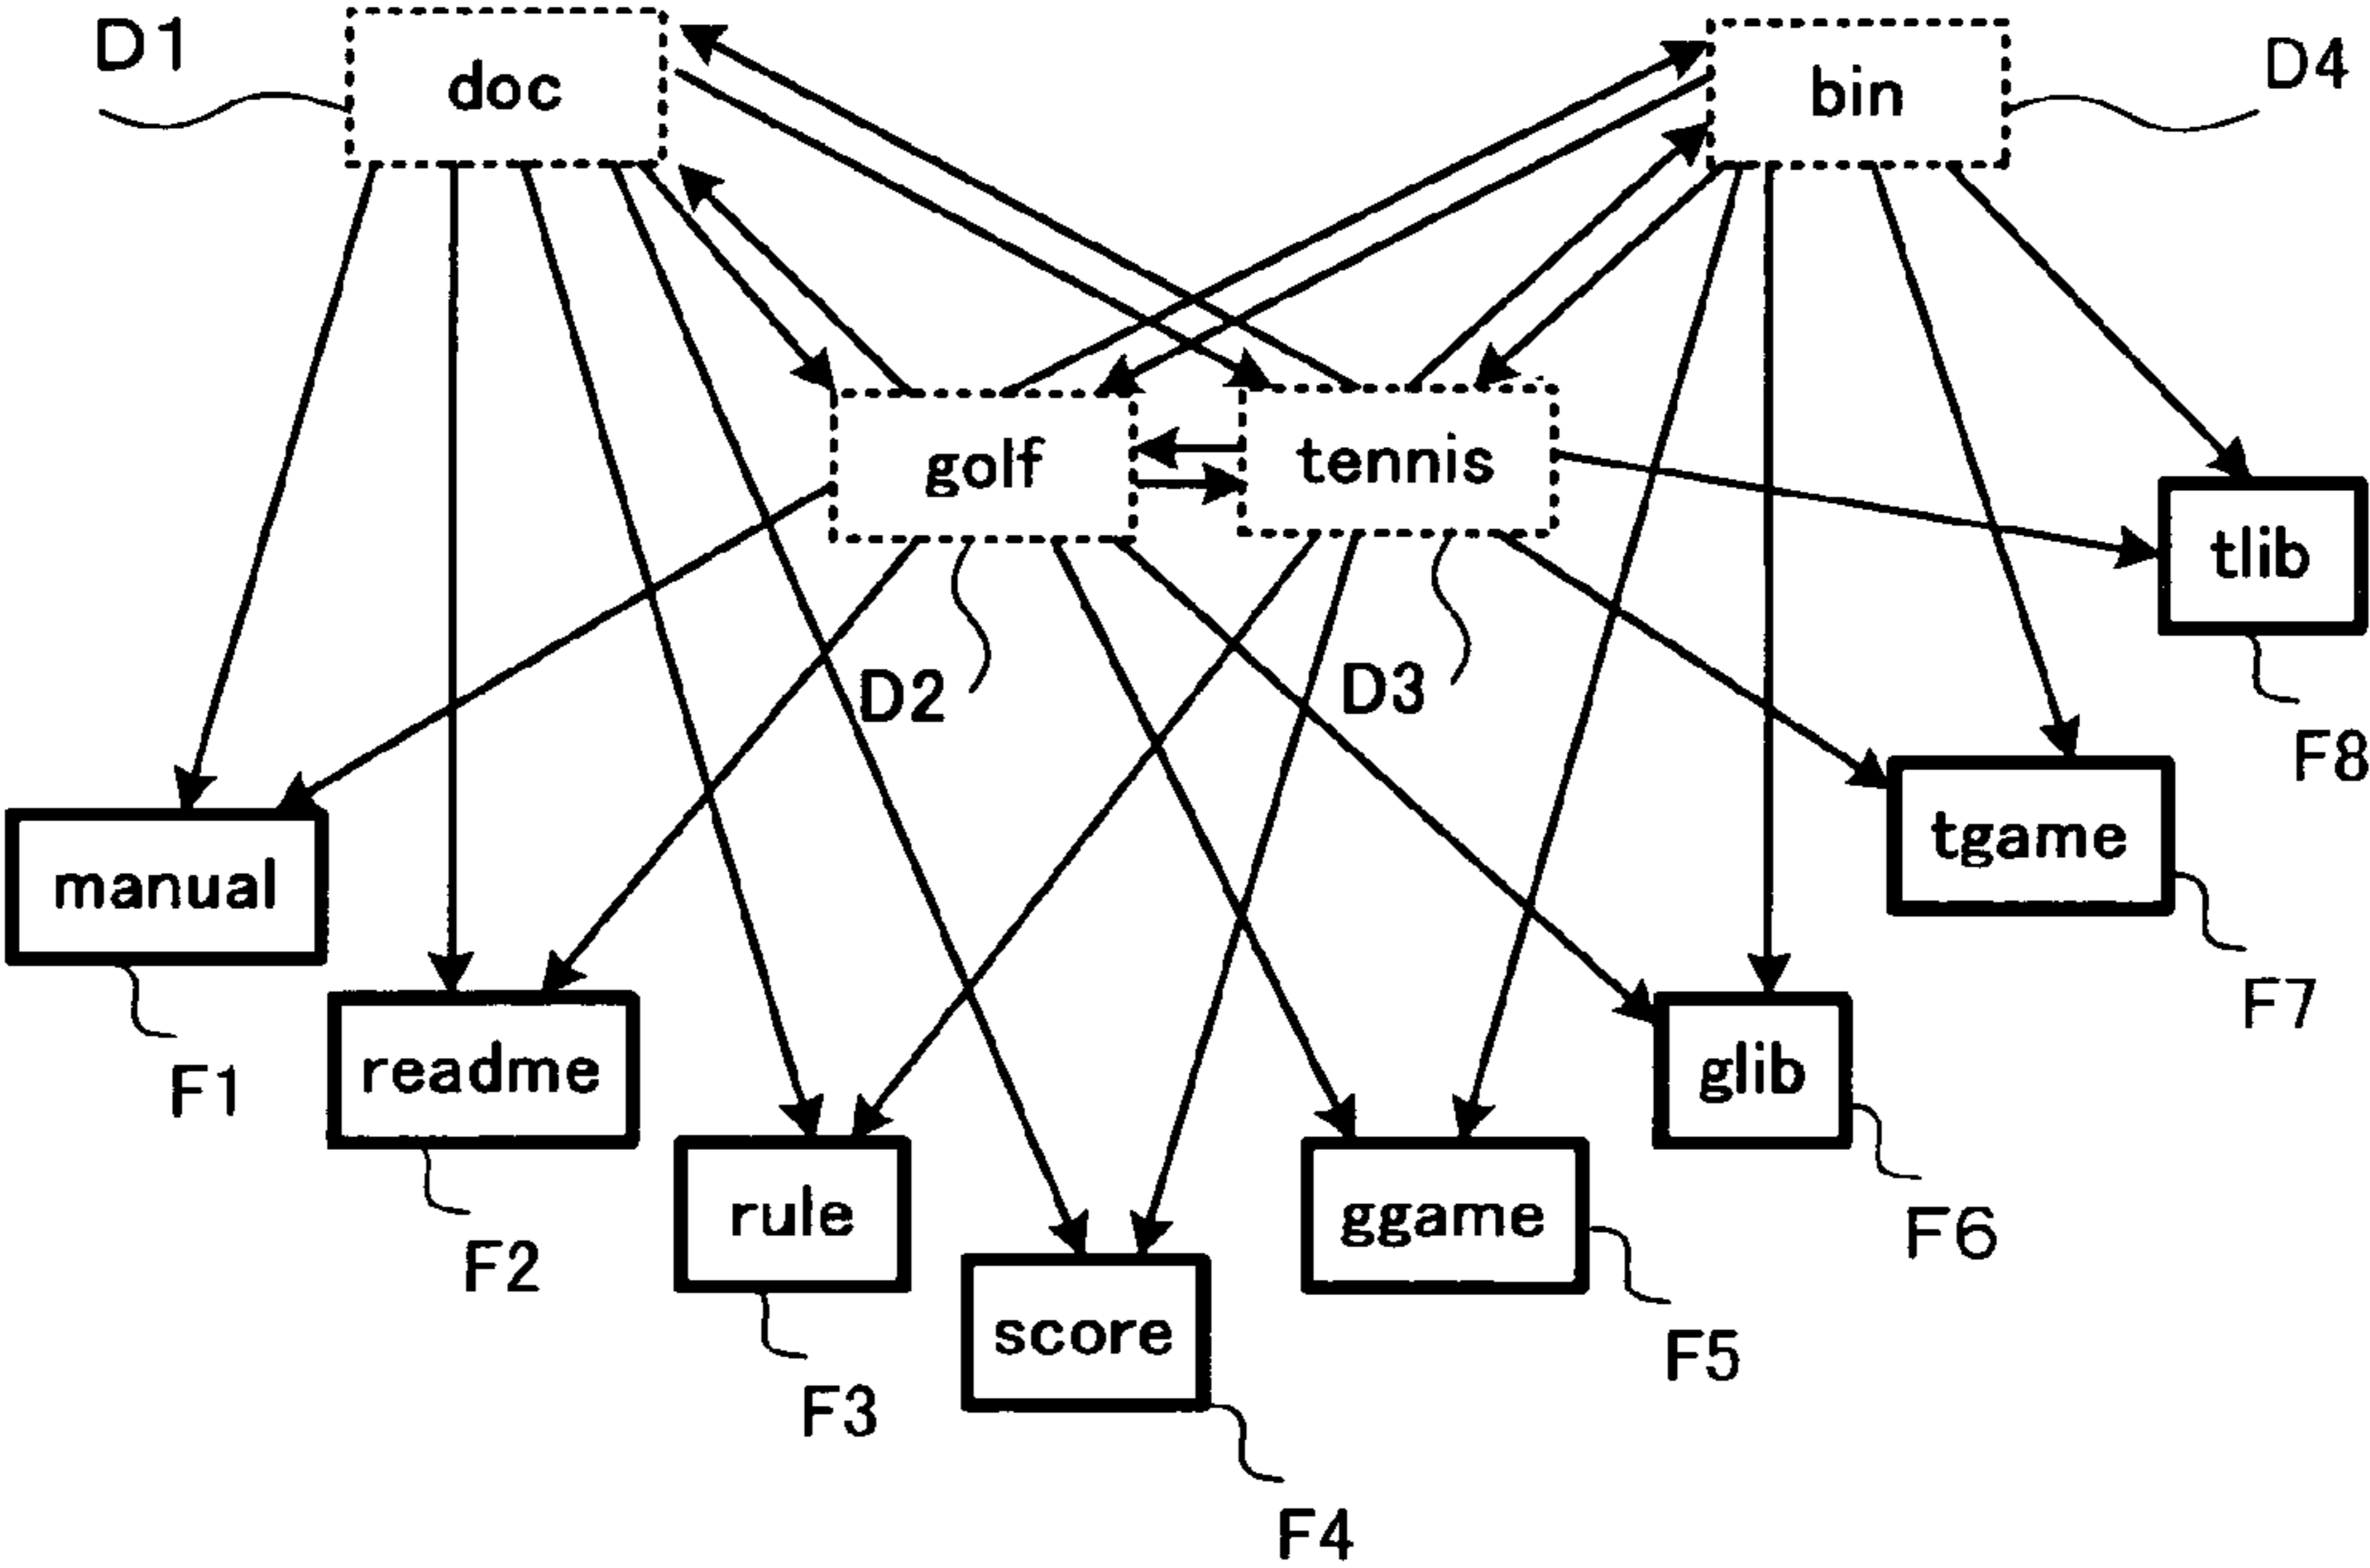 D1
doc
bin
D4
golf
tennis
tlib
D2
D3
F8
manual
tgame
F1
readme
glib
F7
F2
rule
ggame
F6
F3
score
F5
F4